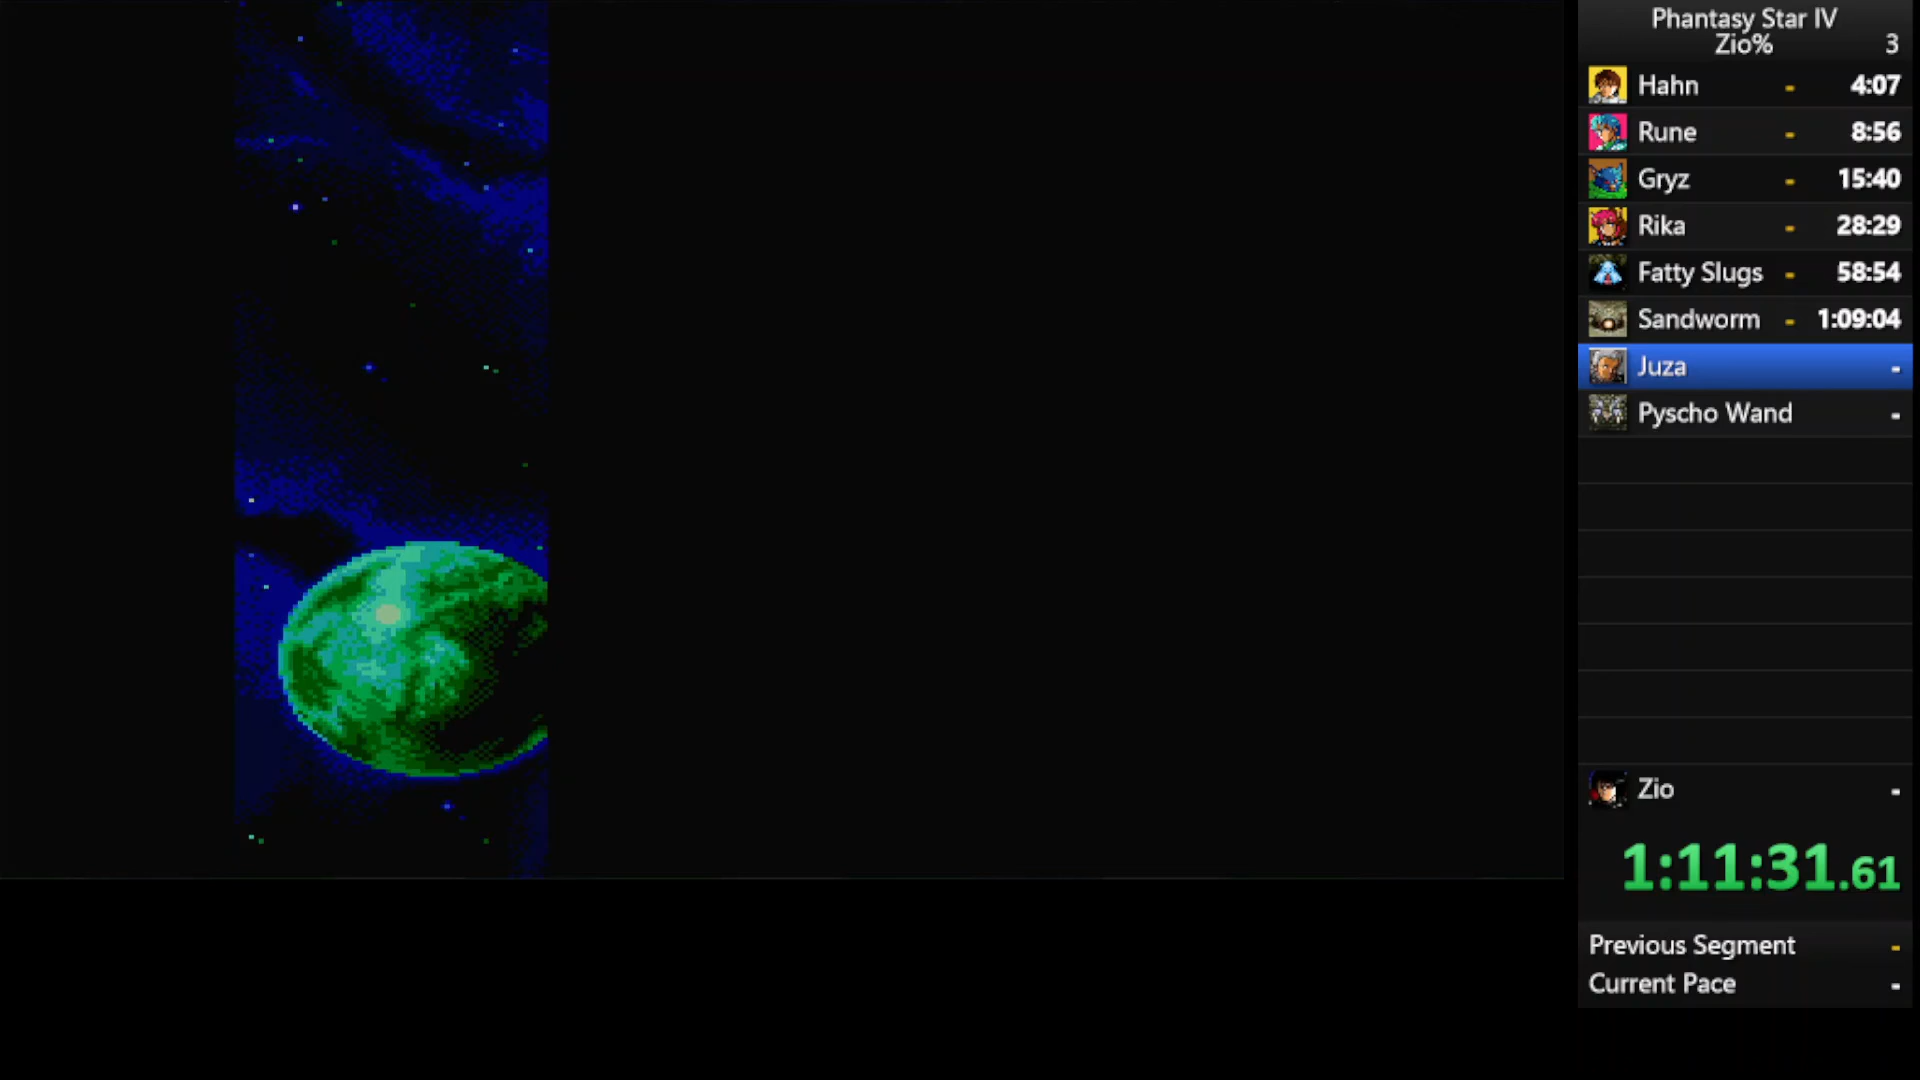 Phantasy Star IV
Zio% 3
Hahn - 4:07
Rune - 8:56
Gryz - 15:40
Rika - 28:29
Fatty Slugs - 58:54
Sandworm - 1:09:04
Juza -
Pyscho Wand -
Zio -
1:11:31.61
Previous Segment -
Current Pace -